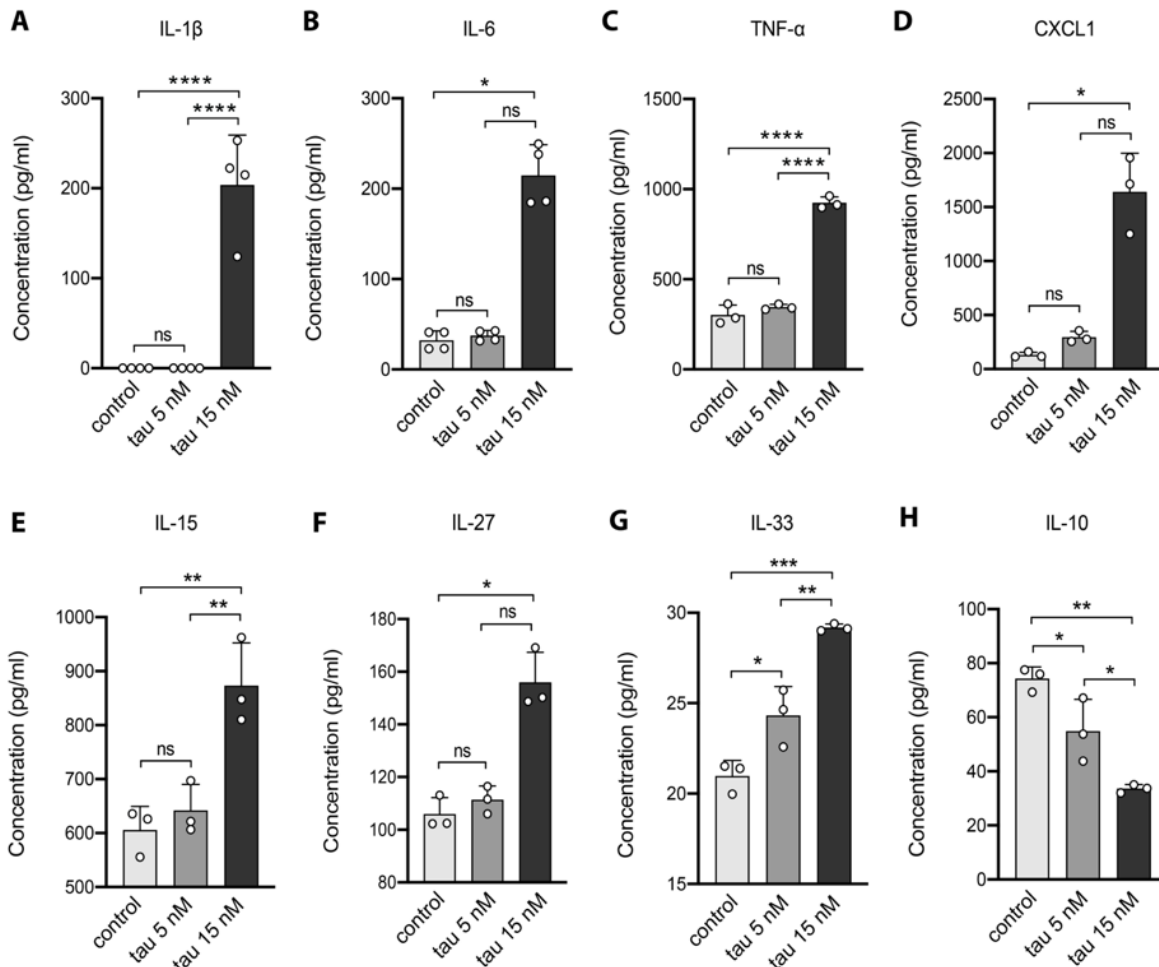 A
IL-1β
Concentration (pg/ml)
300
200
100
0
****
****
ns
control
tau 5 nM
tau 15 nM
B
IL-6
Concentration (pg/ml)
300
200
100
0
*
ns
ns
control
tau 5 nM
tau 15 nM
C
TNF-α
Concentration (pg/ml)
1500
1000
500
0
****
****
ns
control
tau 5 nM
tau 15 nM
D
CXCL1
Concentration (pg/ml)
2500
2000
1500
1000
500
0
*
ns
ns
control
tau 5 nM
tau 15 nM
E
IL-15
Concentration (pg/ml)
1000
900
800
700
600
500
**
**
ns
control
tau 5 nM
tau 15 nM
F
IL-27
Concentration (pg/ml)
180
160
140
120
100
80
*
ns
ns
control
tau 5 nM
tau 15 nM
G
IL-33
Concentration (pg/ml)
30
25
20
15
***
**
*
control
tau 5 nM
tau 15 nM
H
IL-10
Concentration (pg/ml)
100
80
60
40
20
0
**
*
*
control
tau 5 nM
tau 15 nM